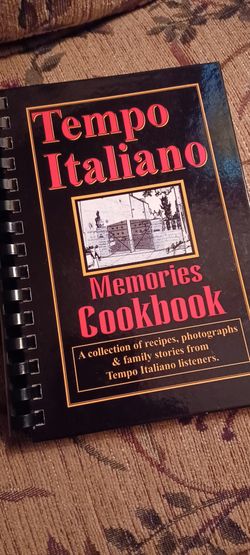 Tempo
Italiano
Memories
Cookbook
A collection of recipes, photographs
& family stories from
Tempo Italiano listeners.